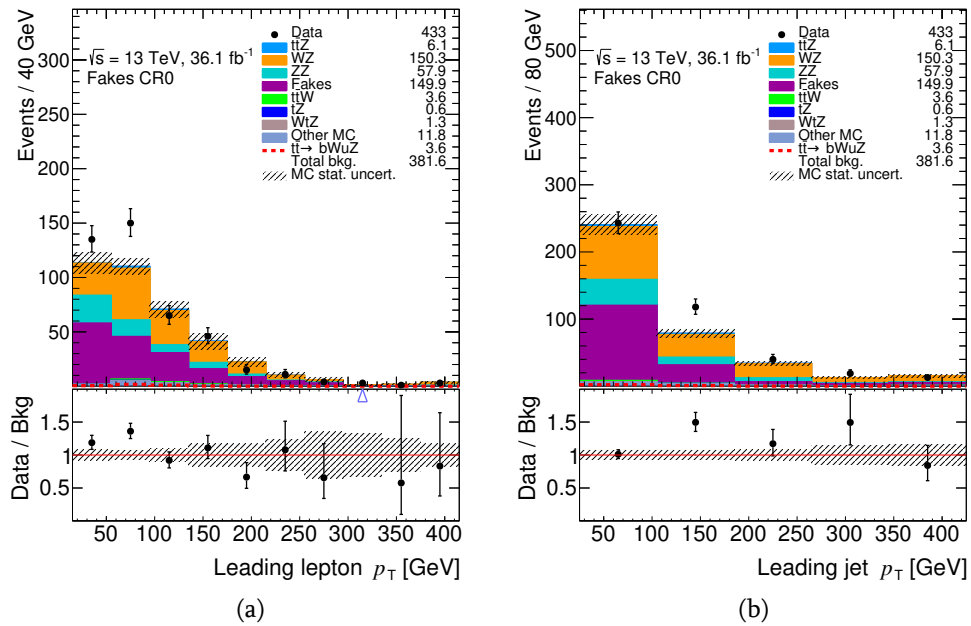 Events / 40 GeV
350
300
250
200
150
100
50
√s = 13 TeV, 36.1 fb⁻¹
Fakes CR0
Data 433
tt̄Z 6.1
WZ 150.3
ZZ 57.9
Fakes 149.9
ttW 3.6
tZ 0.6
WtZ 1.3
Other MC 11.8
tt̄→ bWuZ 3.6
Total bkg. 381.6
MC stat. uncert.
Data / Bkg
1.5
1
0.5
50 100 150 200 250 300 350 400
Leading lepton p_T [GeV]
(a)
Events / 80 GeV
500
400
300
200
100
√s = 13 TeV, 36.1 fb⁻¹
Fakes CR0
Data 433
tt̄Z 6.1
WZ 150.3
ZZ 57.9
Fakes 149.9
ttW 3.6
tZ 0.6
WtZ 1.3
Other MC 11.8
tt̄→ bWuZ 3.6
Total bkg. 381.6
MC stat. uncert.
Data / Bkg
1.5
1
0.5
50 100 150 200 250 300 350 400
Leading jet p_T [GeV]
(b)